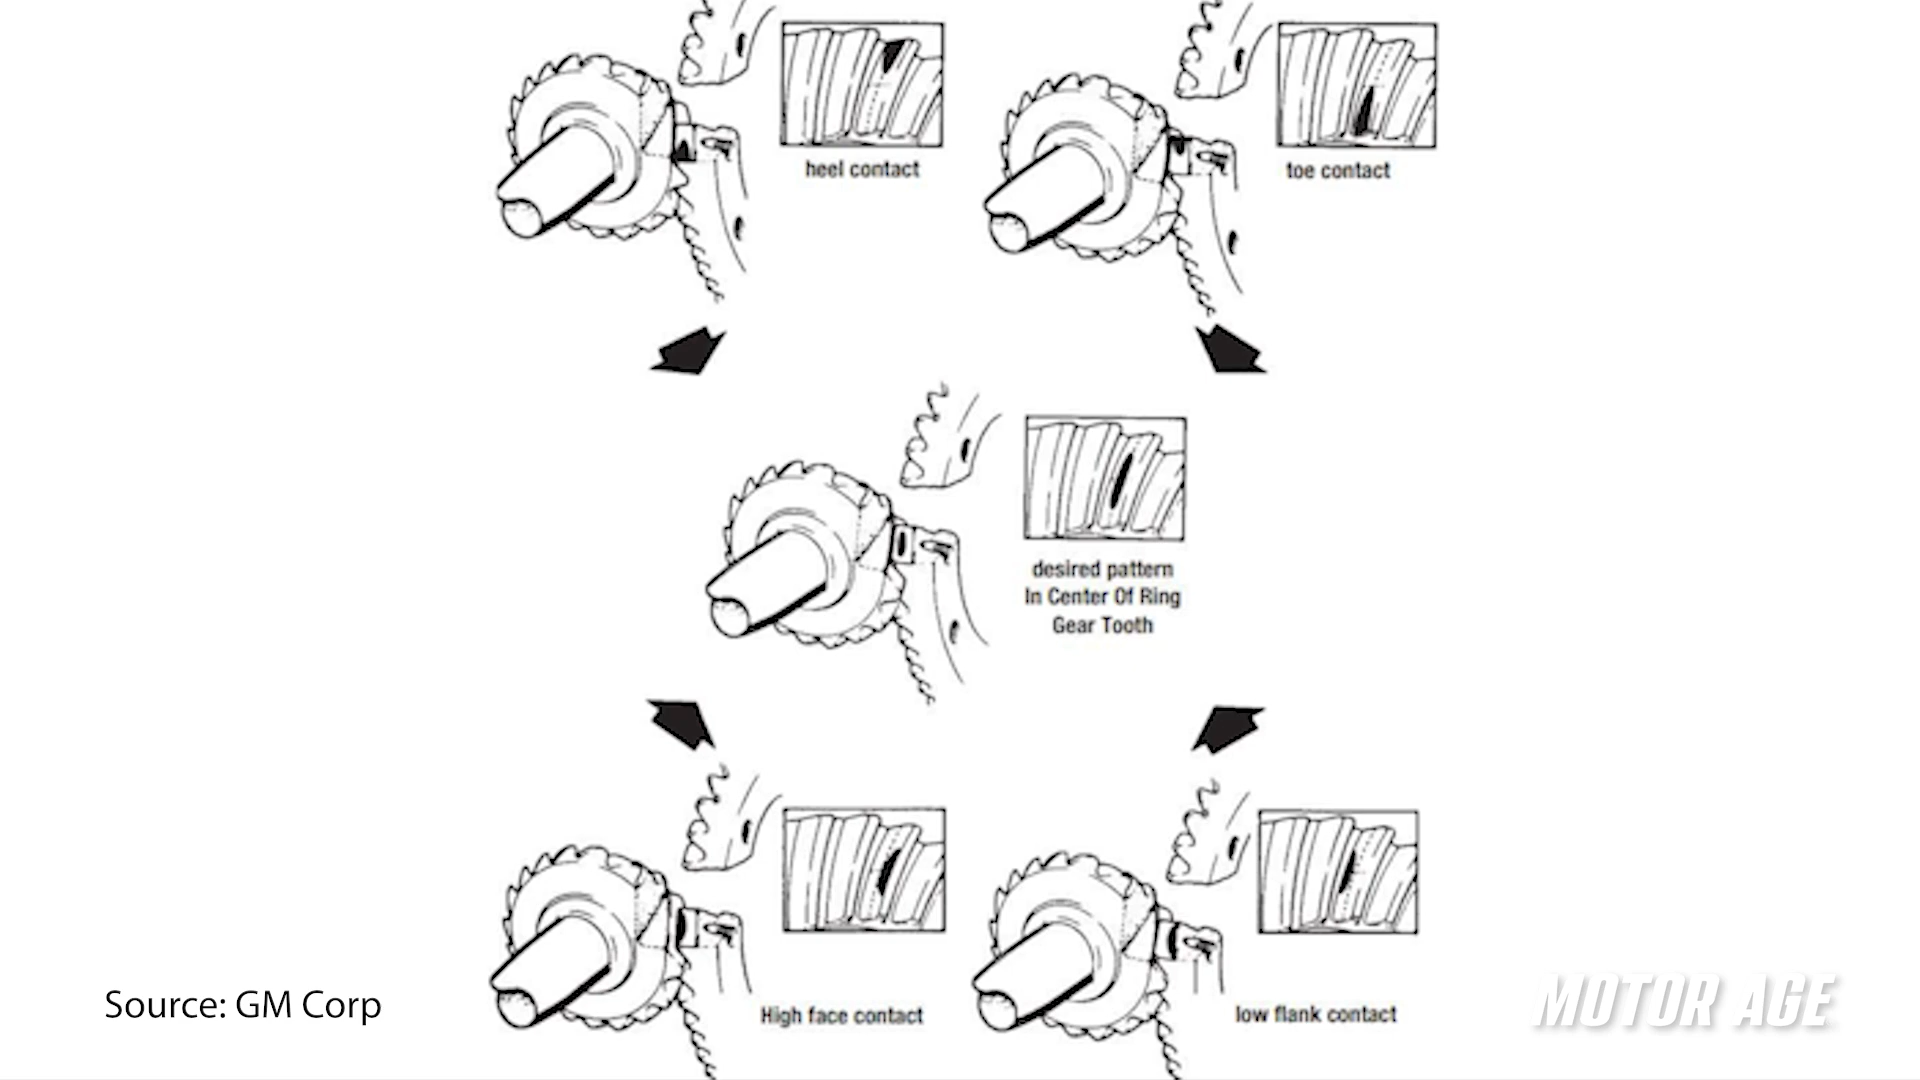 heel contact
toe contact
desired pattern
In Center Of Ring
Gear Tooth
High face contact
low flank contact
Source: GM Corp
MOTOR AGE